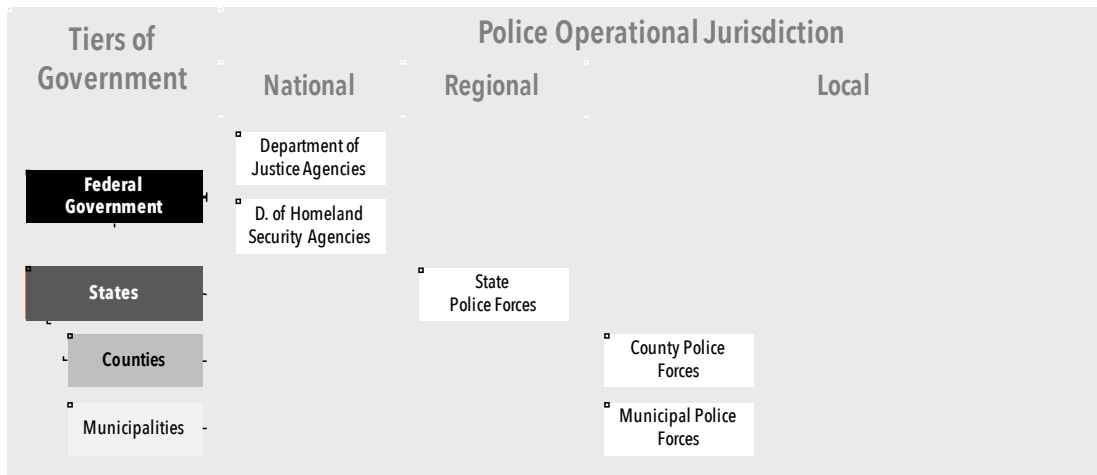 Tiers of
Government
Police Operational Jurisdiction
National
Regional
Local
Department of
Justice Agencies
Federal
Government
D. of Homeland
Security Agencies
States
State
Police Forces
Counties
County Police
Forces
Municipalities
Municipal Police
Forces